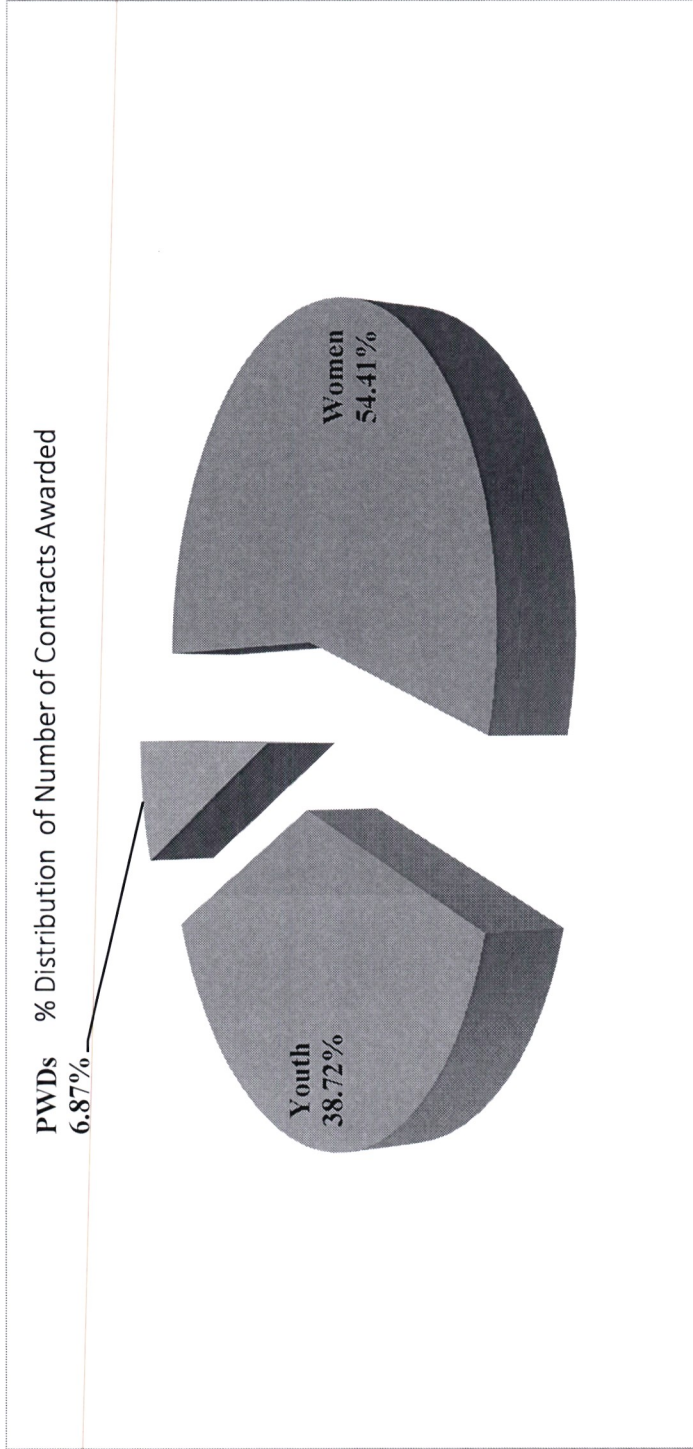 PWDs
6.87%
% Distribution of Number of Contracts Awarded
Youth
38.72%
Women
54.41%